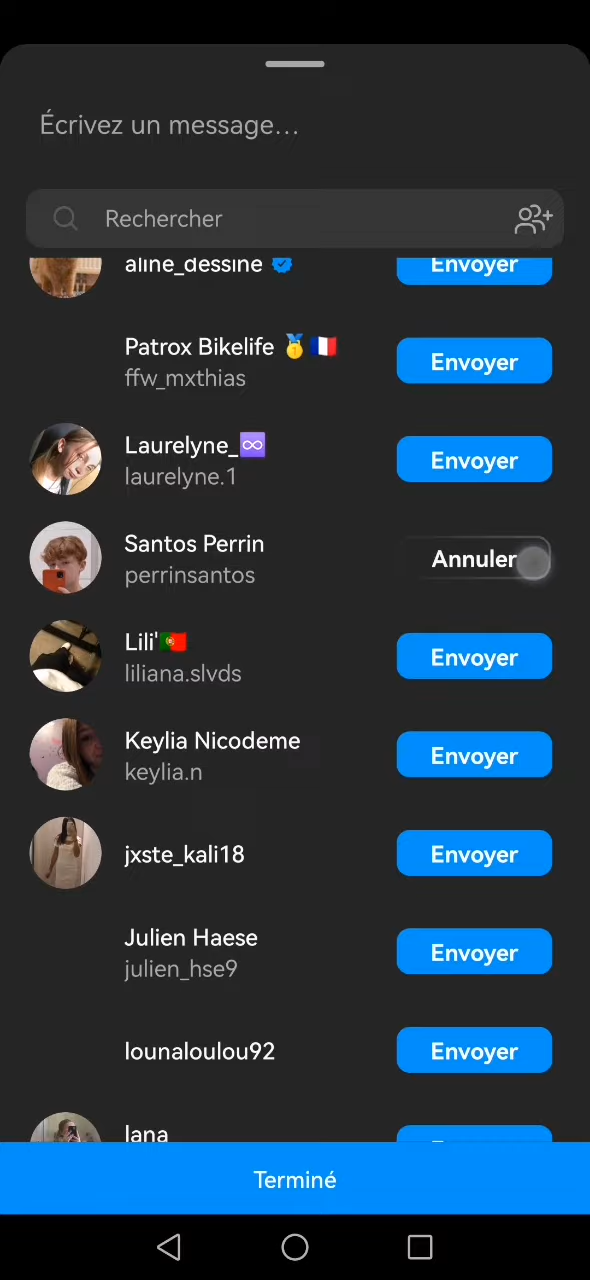 Écrivez un message...
Rechercher
aline_dessine
Envoyer
Patrox Bikelife 🥇🇫🇷
ffw_mxthias
Envoyer
Laurelyne_♾️
laurelyne.1
Envoyer
Santos Perrin
perrinsantos
Annuler
Lili'🇵🇹
liliana.slvds
Envoyer
Keylia Nicodeme
keylia.n
Envoyer
jxste_kali18
Envoyer
Julien Haese
julien_hse9
Envoyer
lounaloulou92
Envoyer
Terminé